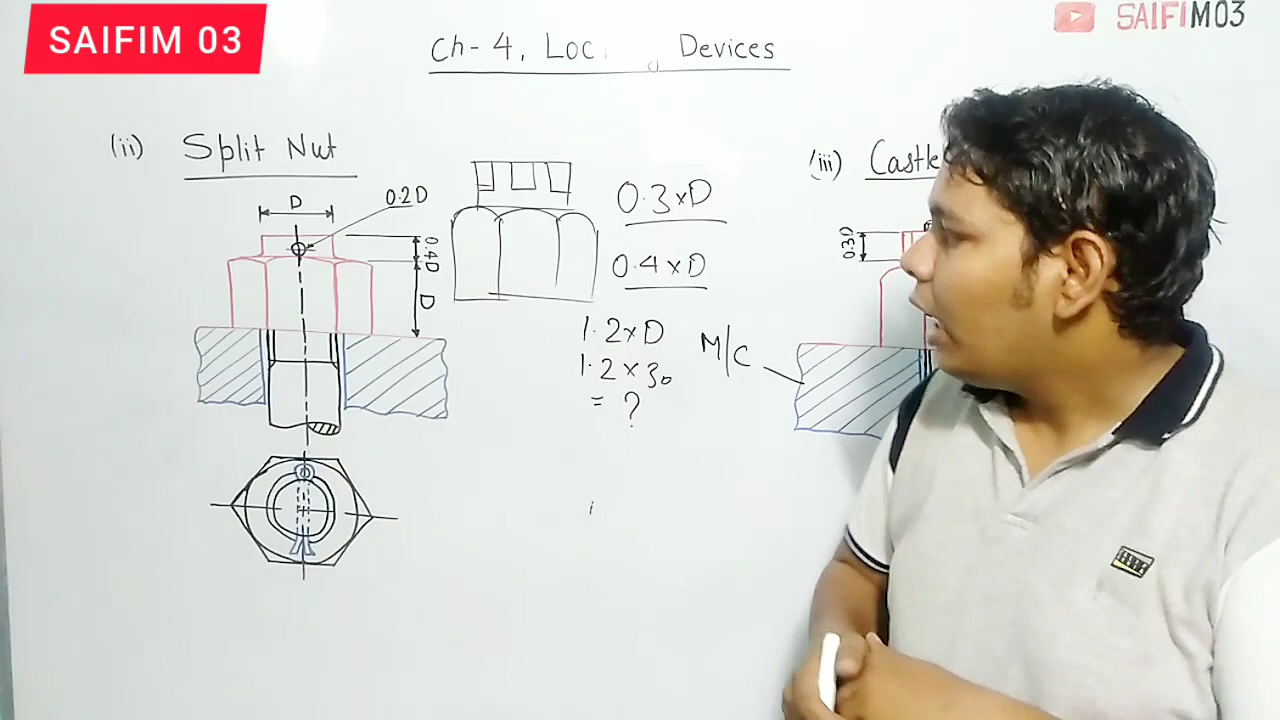 SAIFIM 03
SAIFIM03
Ch-4, Loc Devices
(ii) Split Nut
D
0.2D
0.4D
D
0.3×D
0.4×D
1.2×D
1.2×30
= ?
M/C
(iii) Castle
0.3D